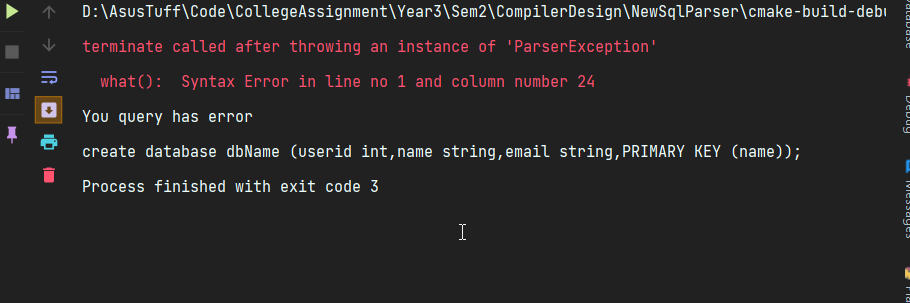 D:\AsusTuff\Code\CollegeAssignment\Year3\Sem2\CompilerDesign\NewSqlParser\cmake-build-debu
terminate called after throwing an instance of 'ParserException'
what():  Syntax Error in line no 1 and column number 24
You query has error
create database dbName (userid int,name string,email string,PRIMARY KEY (name));
Process finished with exit code 3
Debug
Messages